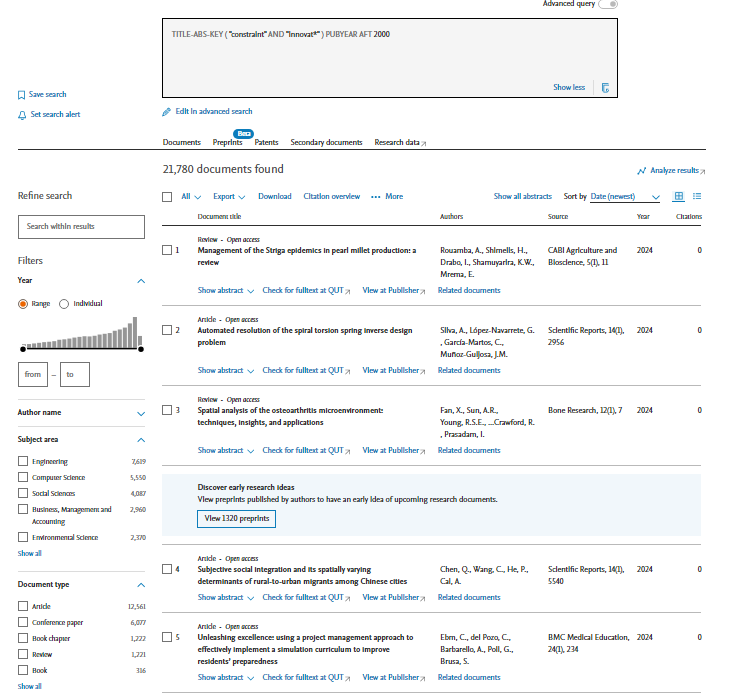 Advanced query
TITLE-ABS-KEY ( "constraint" AND "innovat*" ) PUBYEAR AFT 2000
Show less
Save search
Set search alert
Edit in advanced search
Beta
Documents Preprints Patents Secondary documents Research data
21,780 documents found
Analyze results
Refine search
Search within results
Filters
Year
Range Individual
from – to
Author name
Subject area
Engineering 7,619
Computer Science 5,550
Social Sciences 4,087
Business, Management and
Accounting 2,960
Environmental Science 2,370
Show all
Document type
Article 12,561
Conference paper 6,077
Book chapter 1,222
Review 1,221
Book 316
Show all
All Export Download Citation overview ••• More Show all abstracts Sort by Date (newest)
Document title Authors Source Year Citations
Review • Open access
1 Management of the Striga epidemics in pearl millet production: a
review
Rouamba, A., Shimells, H.,
Drabo, I., Shamuyarira, K.W.,
Mrema, E.
CABI Agriculture and
Bioscience, 5(1), 11
2024 0
Show abstract Check for fulltext at QUT View at Publisher Related documents
Article • Open access
2 Automated resolution of the spiral torsion spring inverse design
problem
Silva, A., López-Navarrete, G.
, García-Martos, C.,
Muñoz-Guijosa, J.M.
Scientific Reports, 14(1),
2956
2024 0
Show abstract Check for fulltext at QUT View at Publisher Related documents
Review • Open access
3 Spatial analysis of the osteoarthritis microenvironment:
techniques, insights, and applications
Fan, X., Sun, A.R.,
Young, R.S.E., ...Crawford, R.
, Prasadam, I.
Bone Research, 12(1), 7
2024 0
Show abstract Check for fulltext at QUT View at Publisher Related documents
Discover early research ideas
View preprints published by authors to have an early idea of upcoming research documents.
View 1320 preprints
Article • Open access
4 Subjective social integration and its spatially varying
determinants of rural-to-urban migrants among Chinese cities
Chen, Q., Wang, C., He, P.,
Cai, A.
Scientific Reports, 14(1),
5540
2024 0
Show abstract Check for fulltext at QUT View at Publisher Related documents
Article • Open access
5 Unleashing excellence: using a project management approach to
effectively implement a simulation curriculum to improve
residents' preparedness
Ebm, C., del Pozo, C.,
Barbarello, A., Poli, G.,
Brusa, S.
BMC Medical Education,
24(1), 234
2024 0
Show abstract Check for fulltext at QUT View at Publisher Related documents